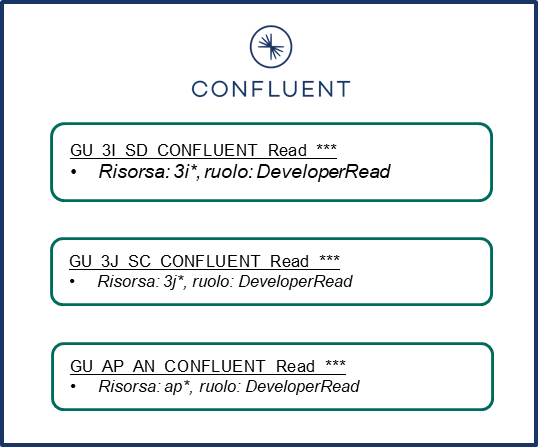 CONFLUENT
GU_3I_SD_CONFLUENT_Read_***
• Risorsa: 3i*, ruolo: DeveloperRead
GU_3J_SC_CONFLUENT_Read_***
• Risorsa: 3j*, ruolo: DeveloperRead
GU_AP_AN_CONFLUENT_Read_***
• Risorsa: ap*, ruolo: DeveloperRead